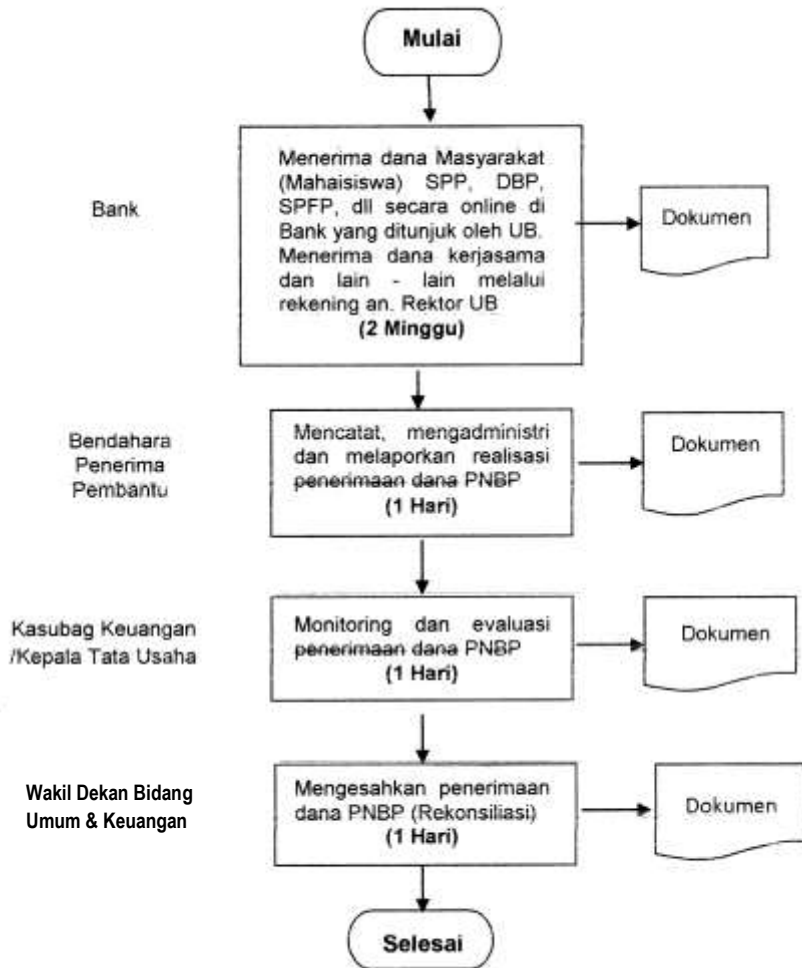 Mulai
Bank
Menerima dana Masyarakat
(Mahaisiswa) SPP, DBP,
SPFP, dll secara online di
Bank yang ditunjuk oleh UB.
Menerima dana kerjasama
dan lain - lain melalui
rekening an. Rektor UB
(2 Minggu)
Dokumen
Bendahara
Penerima
Pembantu
Mencatat, mengadministri
dan melaporkan realisasi
penerimaan dana PNBP
(1 Hari)
Dokumen
Kasubag Keuangan
/Kepala Tata Usaha
Monitoring dan evaluasi
penerimaan dana PNBP
(1 Hari)
Dokumen
Wakil Dekan Bidang
Umum & Keuangan
Mengesahkan penerimaan
dana PNBP (Rekonsiliasi)
(1 Hari)
Dokumen
Selesai